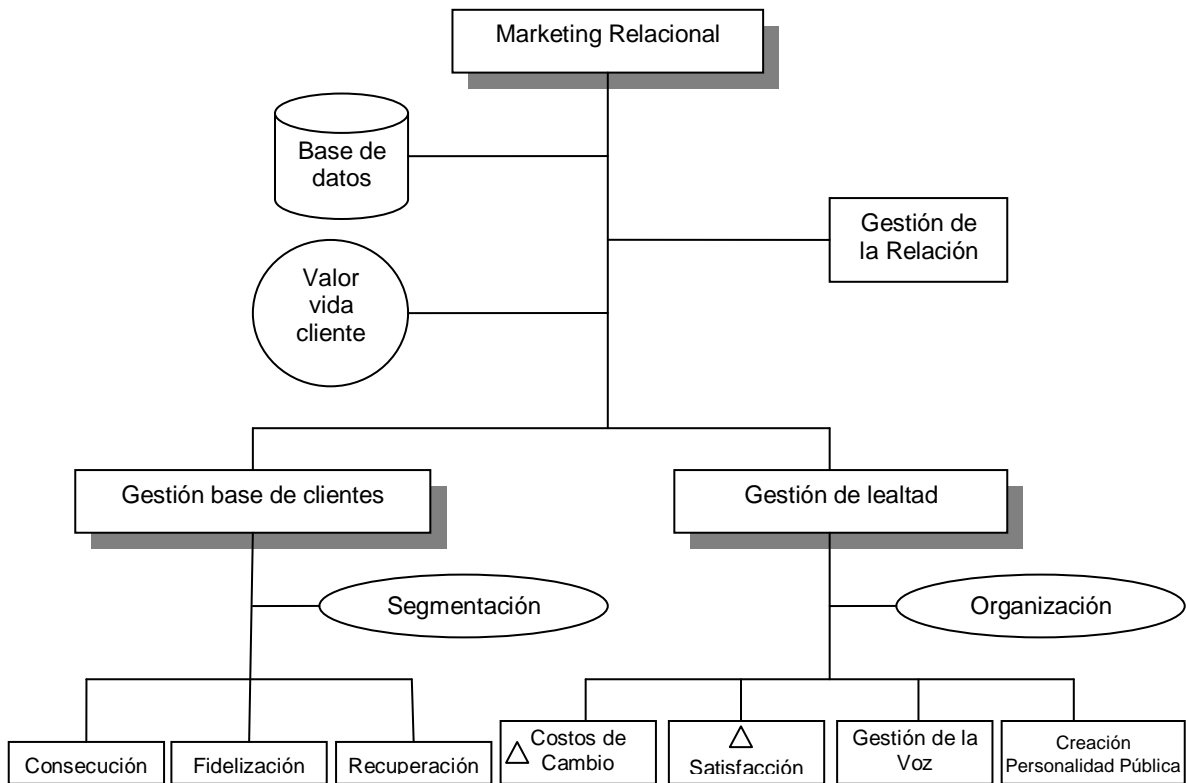 Marketing Relacional
Base de
datos
Gestión de
la Relación
Valor
vida
cliente
Gestión base de clientes
Gestión de lealtad
Segmentación
Organización
Consecución
Fidelización
Recuperación
△ Costos de
Cambio
△
Satisfacción
Gestión de la
Voz
Creación
Personalidad Pública